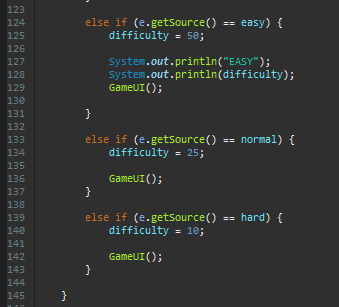 123
124 else if (e.getSource() == easy) {
125 difficulty = 50;
126
127 System.out.println("EASY");
128 System.out.println(difficulty);
129 GameUI();
130
131 }
132
133 else if (e.getSource() == normal) {
134 difficulty = 25;
135
136 GameUI();
137 }
138
139 else if (e.getSource() == hard) {
140 difficulty = 10;
141
142 GameUI();
143 }
144
145 }